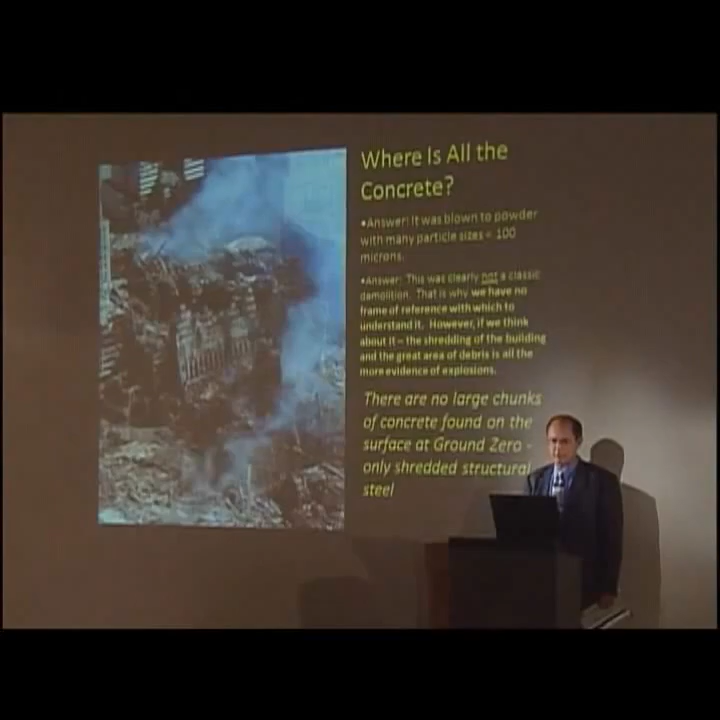 Where Is All the
Concrete?
•Answer: It was blown to powder
with many particle sizes < 100
microns.
•Answer: This was clearly not a classic
demolition. That is why we have no
frame of reference with which to
understand it. However, if we think
about it – the shredding of the building
and the great area of debris is all the
more evidence of explosions.
There are no large chunks
of concrete found on the
surface at Ground Zero -
only shredded structural
steel